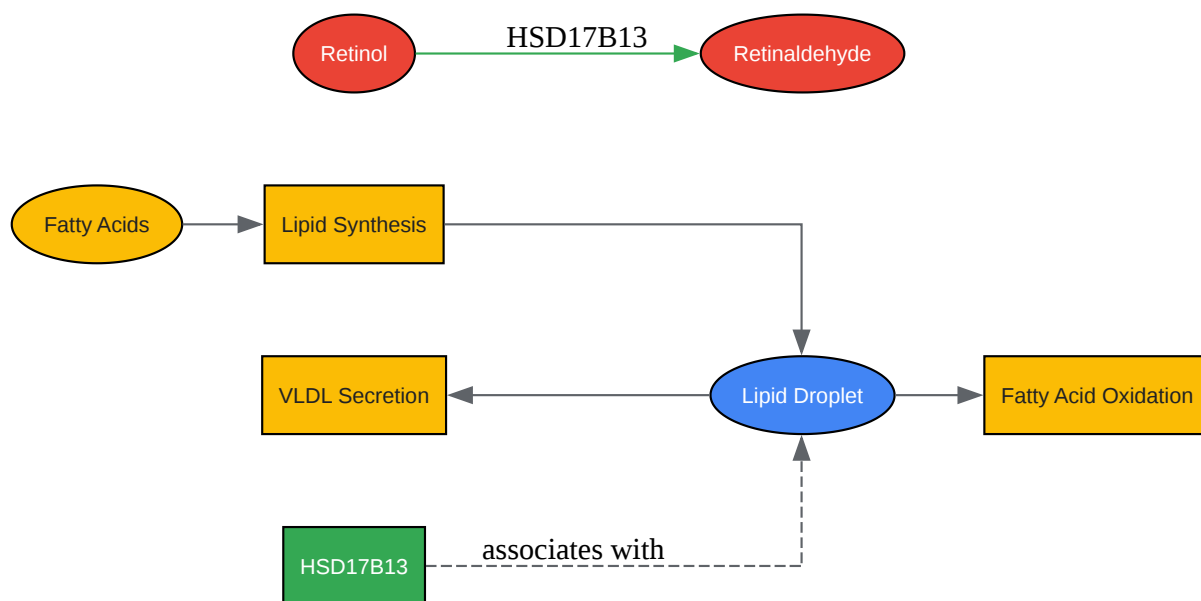 Retinol
HSD17B13
Retinaldehyde
Fatty Acids
Lipid Synthesis
VLDL Secretion
Lipid Droplet
Fatty Acid Oxidation
HSD17B13
associates with